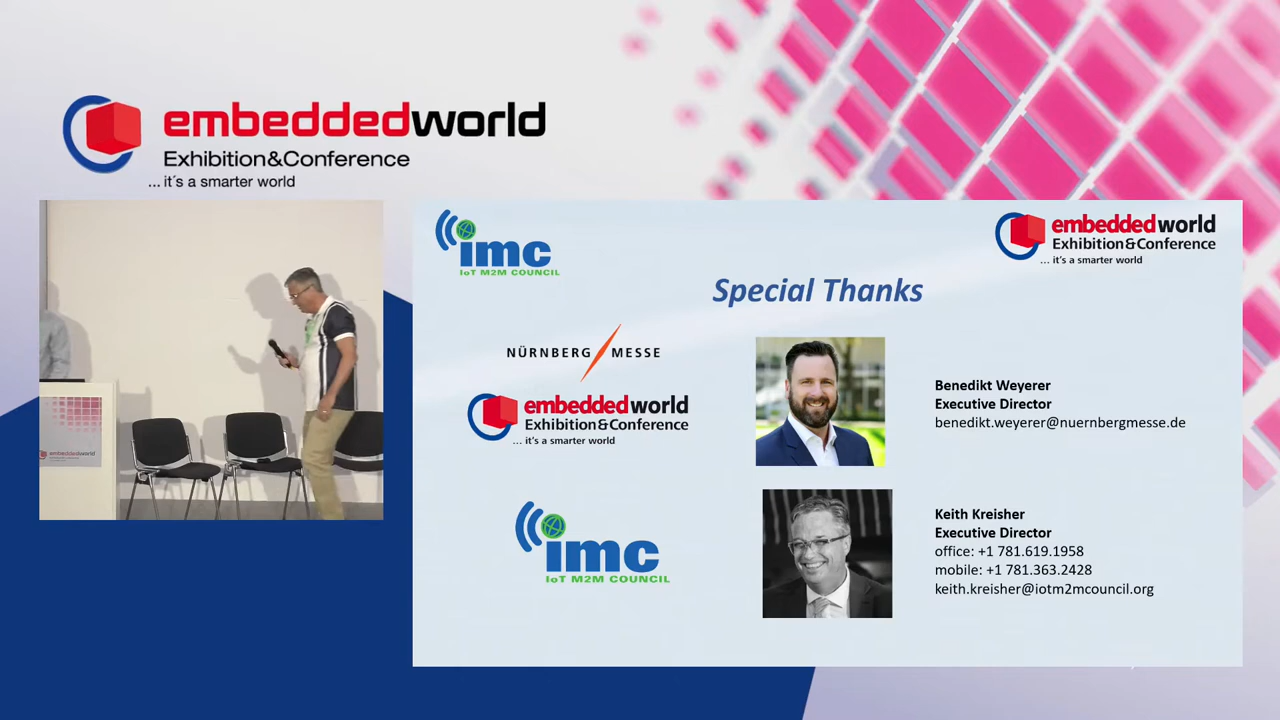 embeddedworld
Exhibition&Conference
... it´s a smarter world
imc
IoT M2M COUNCIL
embeddedworld
Exhibition&Conference
... it's a smarter world
Special Thanks
NÜRNBERG MESSE
embeddedworld
Exhibition&Conference
... it's a smarter world
Benedikt Weyerer
Executive Director
benedikt.weyerer@nuernbergmesse.de
imc
IoT M2M COUNCIL
Keith Kreisher
Executive Director
office: +1 781.619.1958
mobile: +1 781.363.2428
keith.kreisher@iotm2mcouncil.org
embeddedworld